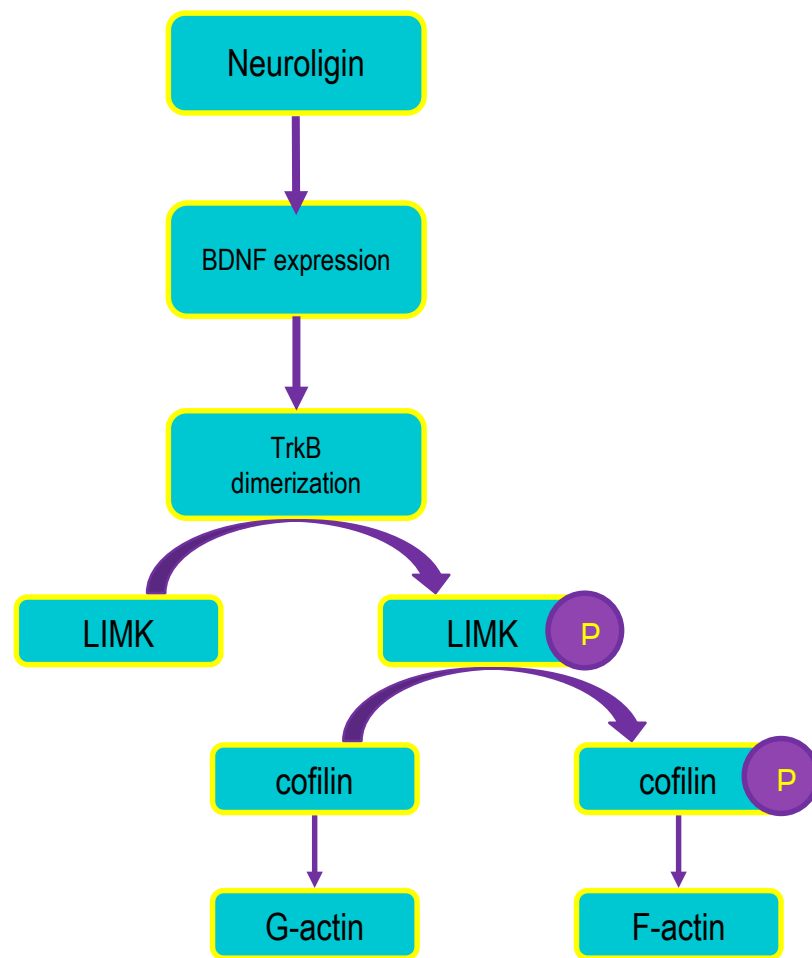 Neuroligin
BDNF expression
TrkB
dimerization
LIMK
LIMK
P
cofilin
cofilin
P
G-actin
F-actin